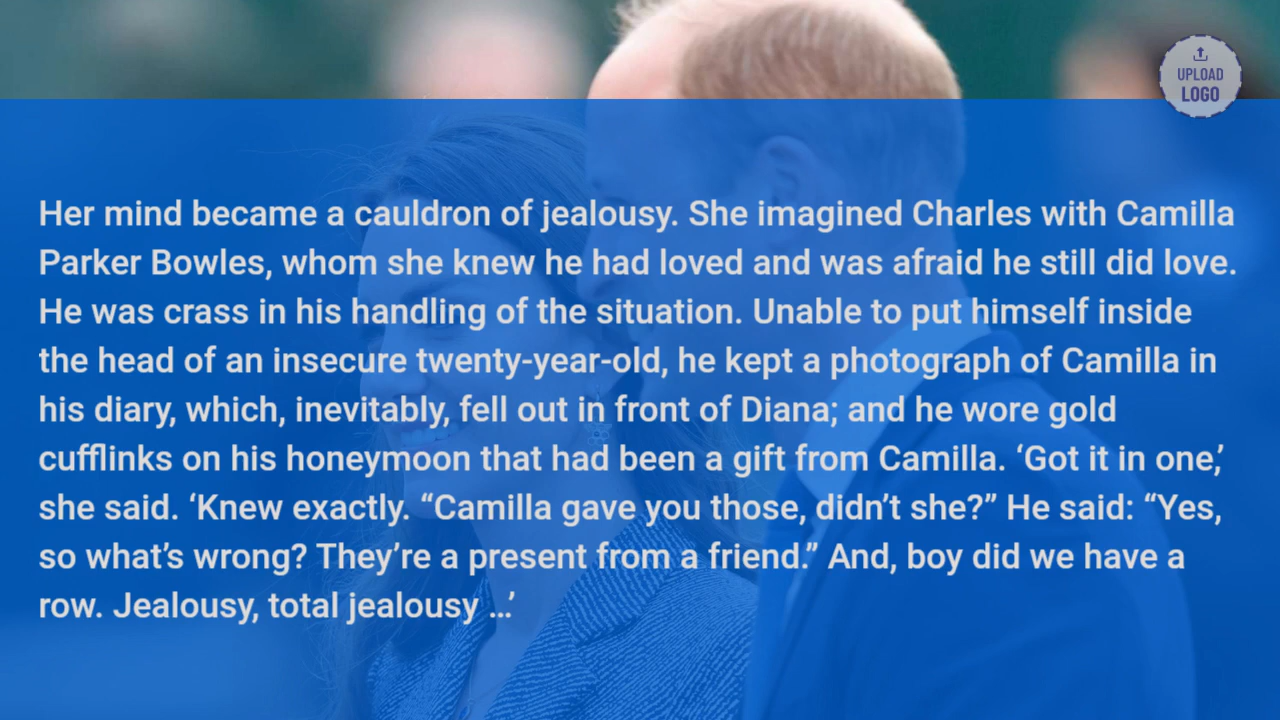 UPLOAD
LOGO
Her mind became a cauldron of jealousy. She imagined Charles with Camilla
Parker Bowles, whom she knew he had loved and was afraid he still did love.
He was crass in his handling of the situation. Unable to put himself inside
the head of an insecure twenty-year-old, he kept a photograph of Camilla in
his diary, which, inevitably, fell out in front of Diana; and he wore gold
cufflinks on his honeymoon that had been a gift from Camilla. ‘Got it in one,’
she said. ‘Knew exactly. “Camilla gave you those, didn’t she?” He said: “Yes,
so what’s wrong? They’re a present from a friend.” And, boy did we have a
row. Jealousy, total jealousy ...’